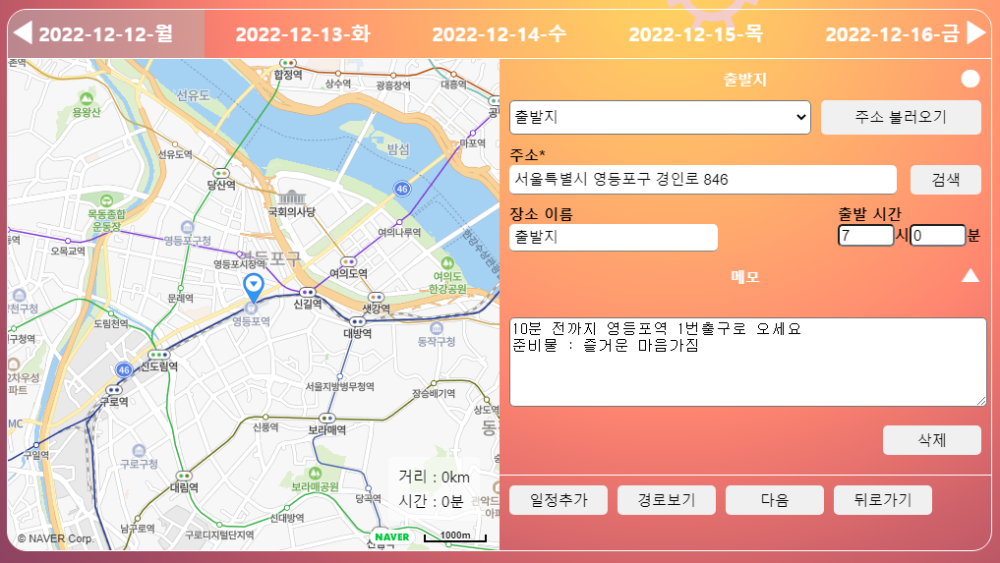 ◀ 2022-12-12-월 2022-12-13-화 2022-12-14-수 2022-12-15-목 2022-12-16-금 ▶
합정역
상수역
광흥창역
대흥역
용왕산
선유도
선유도역
밤섬
마포역
당산역
46
목동종합
운동장
국회의사당
영등포구청
여의나루역
한강수상관광
오목교역
영등포시장역
영등포구
여의도역
여의도
한강공원
문래역
신길역
샛강역
영등포역
도림천역
대방역
동작구청
양천구청
신도림역
46
구로역
서울지방병무청역
장승배기역
신풍역
보라매역
상도역
구일역
구로구청
대림역
보라매공원
당곡역
신대방역
남구로역
구로디지털단지역
© NAVER Corp.
NAVER
1000m
거리 : 0km
시간 : 0분
출발지
출발지
주소 불러오기
주소*
서울특별시 영등포구 경인로 846
검색
장소 이름
출발 시간
출발지
7 시 0 분
메모
10분 전까지 영등포역 1번출구로 오세요
준비물 : 즐거운 마음가짐
삭제
일정추가 경로보기 다음 뒤로가기